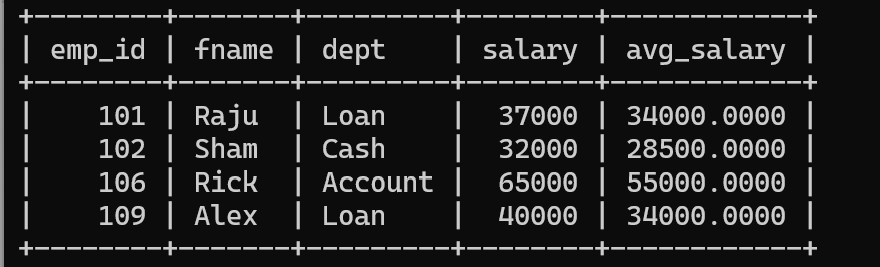 +--------+-------+---------+--------+------------+
| emp_id | fname | dept    | salary | avg_salary |
+--------+-------+---------+--------+------------+
|    101 | Raju  | Loan    |  37000 | 34000.0000 |
|    102 | Sham  | Cash    |  32000 | 28500.0000 |
|    106 | Rick  | Account |  65000 | 55000.0000 |
|    109 | Alex  | Loan    |  40000 | 34000.0000 |
+--------+-------+---------+--------+------------+